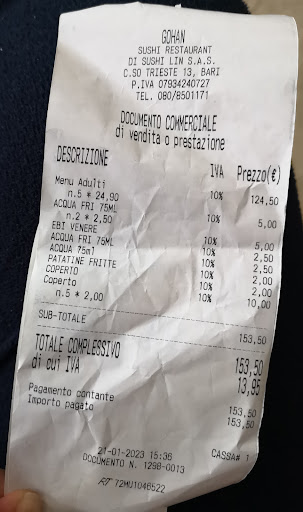 GOHAN
SUSHI RESTAURANT
DI SUSHI LIN S.A.S.
C.SO TRIESTE 13, BARI
P.IVA 07934240727
TEL. 080/8501171
DOCUMENTO COMMERCIALE
di vendita o prestazione
DESCRIZIONE IVA Prezzo(€)
Menu Adulti 10% 124,50
n.5 * 24,90
ACQUA FRI 75ML 10% 5,00
n.2 * 2,50
EBI VENERE 10% 5,00
ACQUA FRI 75ML 10% 2,50
ACQUA 75ml 10% 2,50
PATATINE FRITTE 10% 2,00
COPERTO 10% 2,00
Coperto 10% 10,00
n.5 * 2,00
SUB-TOTALE 153,50
TOTALE COMPLESSIVO 153,50
di cui IVA 13,95
Pagamento contante 153,50
Importo pagato 153,50
21-01-2023 15:36 CASSA# 1
DOCUMENTO N. 1298-0013
RT 72MU1046522